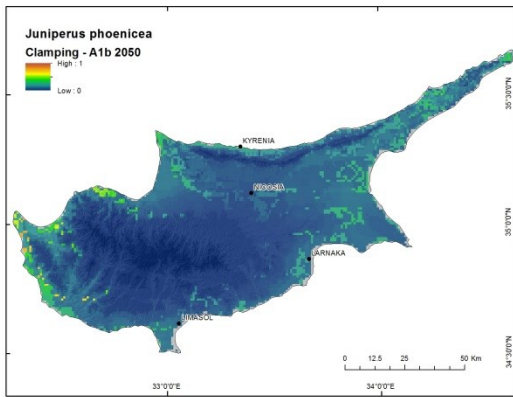 Juniperus phoenicea
Clamping - A1b 2050
High : 1
Low : 0
KYRENIA
NICOSIA
LARNAKA
LIMASOL
35°30'0"N
35°0'0"N
34°30'0"N
0 12.5 25 50 Km
33°0'0"E 34°0'0"E